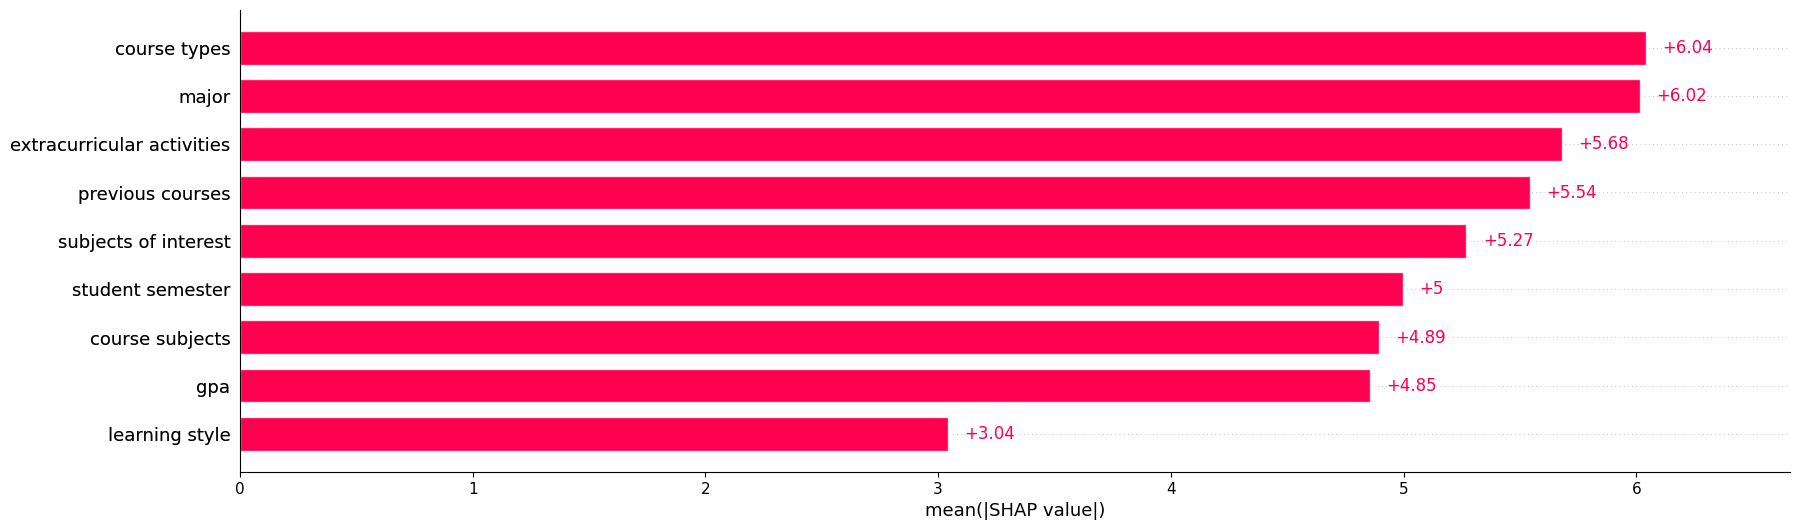 course types +6.04
major +6.02
extracurricular activities +5.68
previous courses +5.54
subjects of interest +5.27
student semester +5
course subjects +4.89
gpa +4.85
learning style +3.04
0 1 2 3 4 5 6
mean(|SHAP value|)